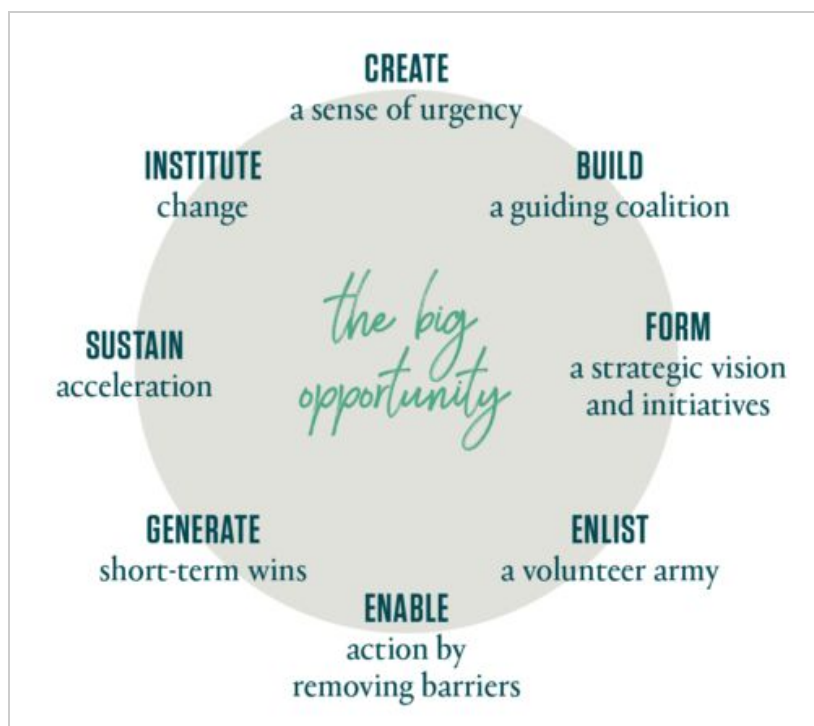 CREATE
a sense of urgency
BUILD
a guiding coalition
FORM
a strategic vision
and initiatives
ENLIST
a volunteer army
ENABLE
action by
removing barriers
GENERATE
short-term wins
SUSTAIN
acceleration
INSTITUTE
change
the big
opportunity